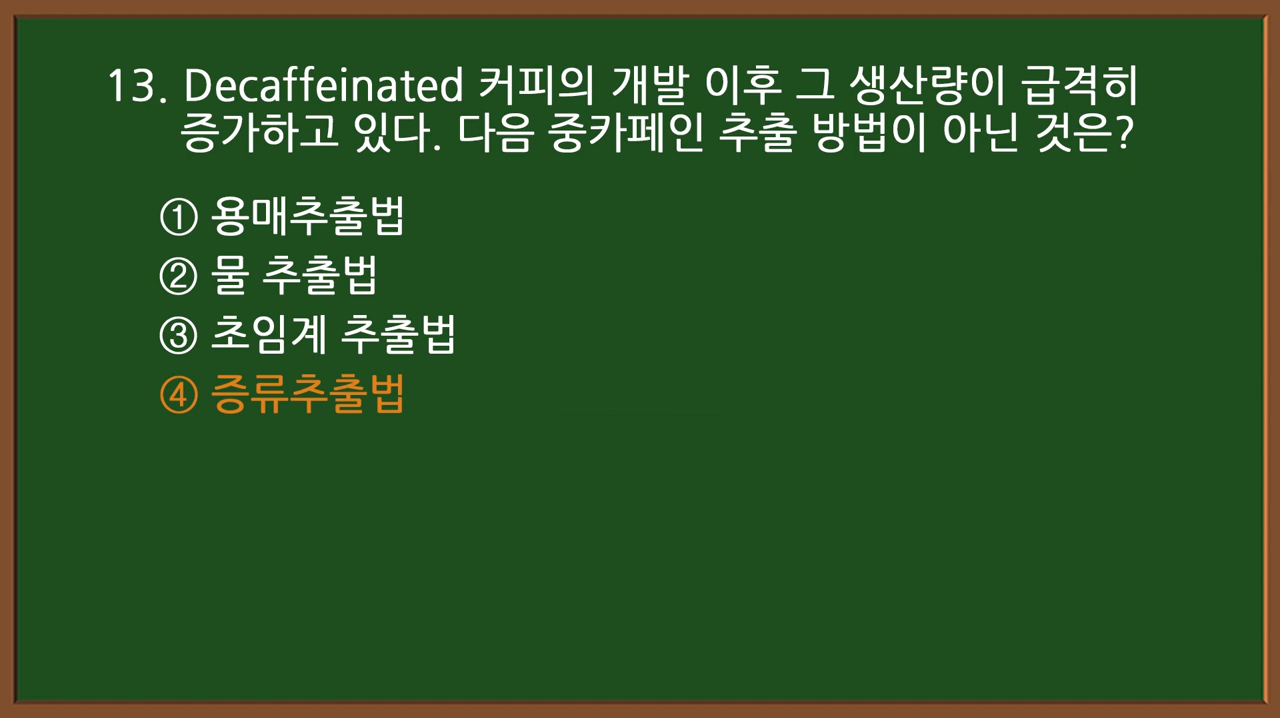 13. Decaffeinated 커피의 개발 이후 그 생산량이 급격히
증가하고 있다. 다음 중카페인 추출 방법이 아닌 것은?
① 용매추출법
② 물 추출법
③ 초임계 추출법
④ 증류추출법